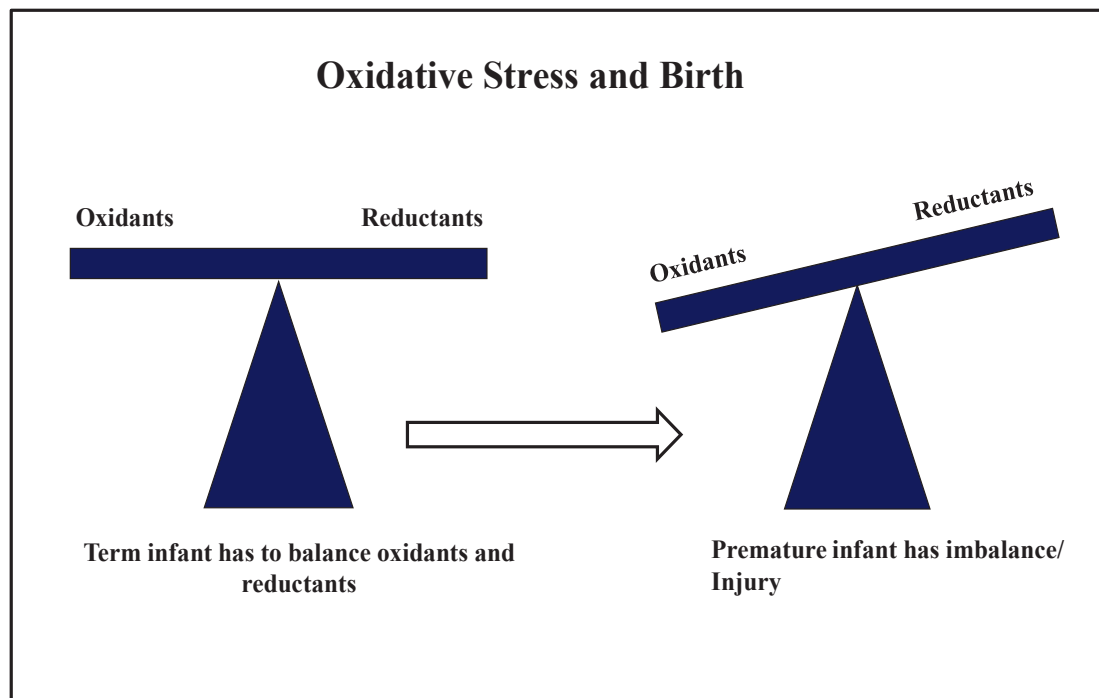 Oxidative Stress and Birth
Oxidants
Reductants
Term infant has to balance oxidants and
reductants
Oxidants
Reductants
Premature infant has imbalance/
Injury